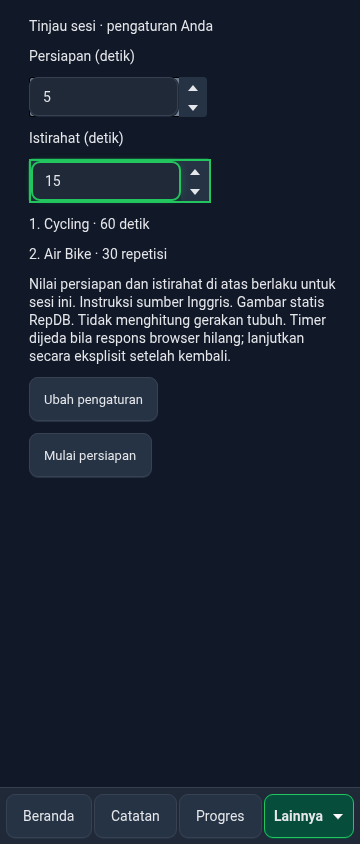 Tinjau sesi · pengaturan Anda
Persiapan (detik)
5
Istirahat (detik)
15
1. Cycling · 60 detik
2. Air Bike · 30 repetisi
Nilai persiapan dan istirahat di atas berlaku untuk
sesi ini. Instruksi sumber Inggris. Gambar statis
RepDB. Tidak menghitung gerakan tubuh. Timer
dijeda bila respons browser hilang; lanjutkan
secara eksplisit setelah kembali.
Ubah pengaturan
Mulai persiapan
Beranda
Catatan
Progres
Lainnya